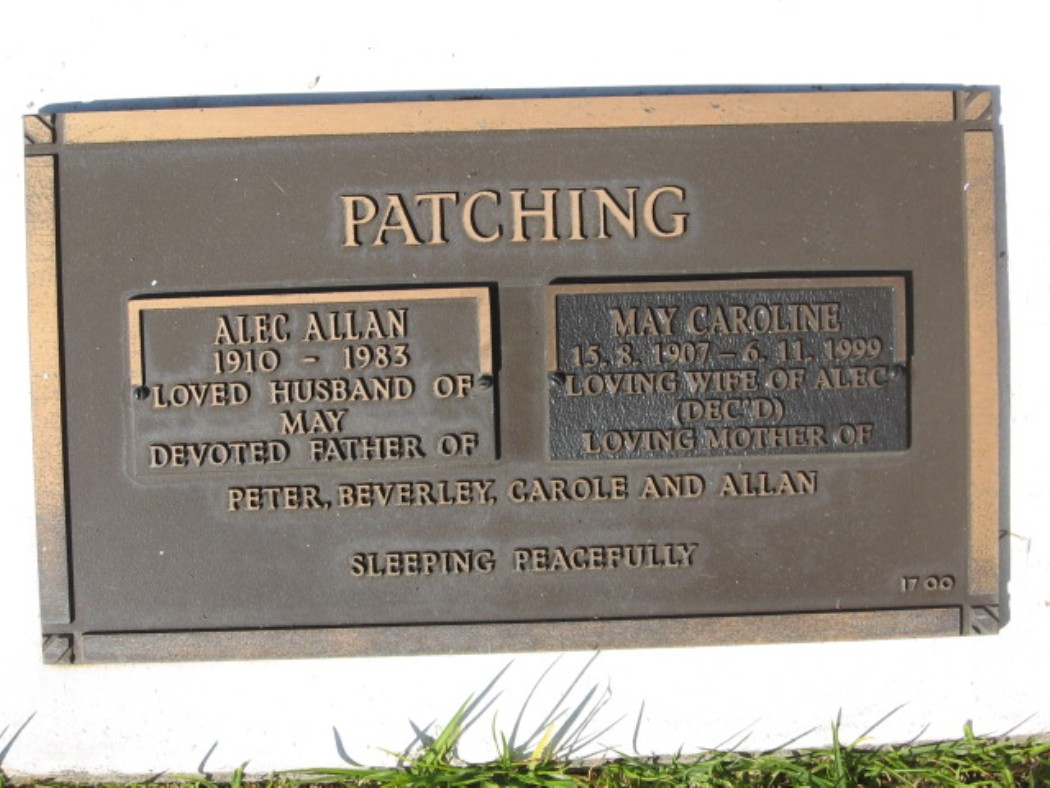 PATCHING
ALEC ALLAN
1910 - 1983
LOVED HUSBAND OF
MAY
DEVOTED FATHER OF
MAY CAROLINE
15. 8. 1907 - 6. 11. 1999
LOVING WIFE OF ALEC
(DEC'D)
LOVING MOTHER OF
PETER, BEVERLEY, CAROLE AND ALLAN
SLEEPING PEACEFULLY
1700